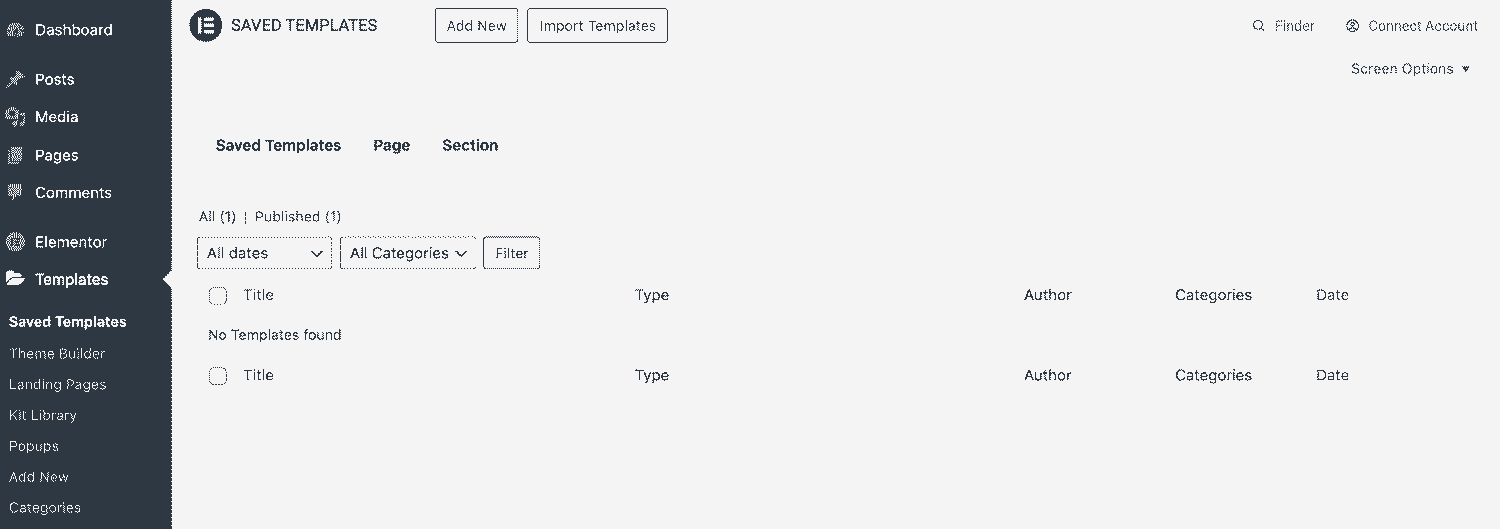 Dashboard
Posts
Media
Pages
Comments
Elementor
Templates
Saved Templates
Theme Builder
Landing Pages
Kit Library
Popups
Add New
Categories
SAVED TEMPLATES Add New Import Templates Finder Connect Account
Screen Options
Saved Templates Page Section
All (1) | Published (1)
All dates All Categories Filter
Title Type Author Categories Date
No Templates found
Title Type Author Categories Date